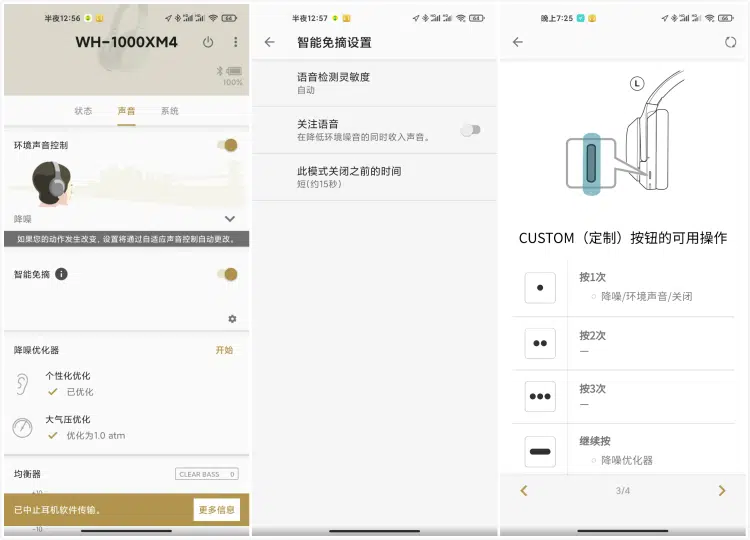 半夜12:56
66
WH-1000XM4
100%
状态
声音
系统
环境声音控制
降噪
如果您的动作发生改变，设置将通过自适应声音控制自动更改。
智能免摘
降噪优化器
开始
个性化优化
已优化
大气压优化
优化为1.0 atm
均衡器
CLEAR BASS 0
+10
已中止耳机软件传输。
更多信息
-10
半夜12:57
智能免摘设置
语音检测灵敏度
自动
关注语音
在降低环境噪音的同时收入声音。
此模式关闭之前的时间
短(约15秒)
晚上7:25
L
CUSTOM（定制）按钮的可用操作
按1次
降噪/环境声音/关闭
按2次
—
按3次
—
继续按
降噪优化器
3/4